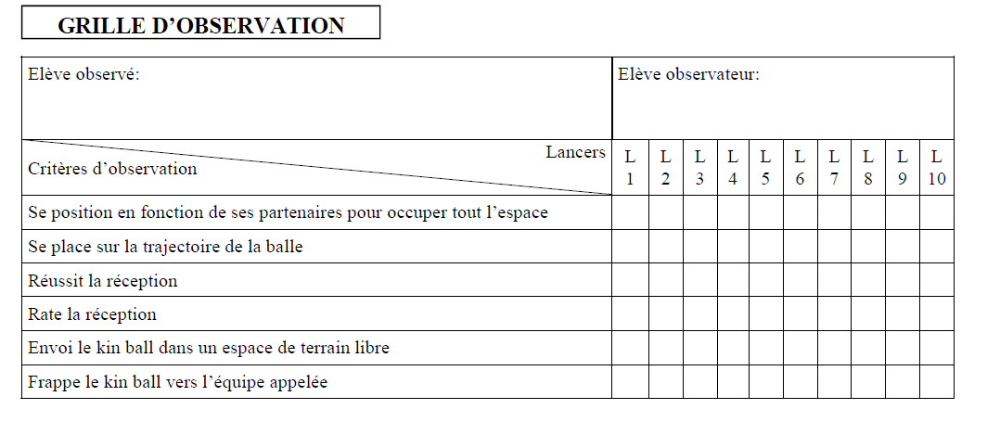 GRILLE D’OBSERVATION
Elève observé:
Elève observateur:
Lancers
Critères d’observation
L 1 L 2 L 3 L 4 L 5 L 6 L 7 L 8 L 9 L 10
Se position en fonction de ses partenaires pour occuper tout l’espace
Se place sur la trajectoire de la balle
Réussit la réception
Rate la réception
Envoi le kin ball dans un espace de terrain libre
Frappe le kin ball vers l’équipe appelée